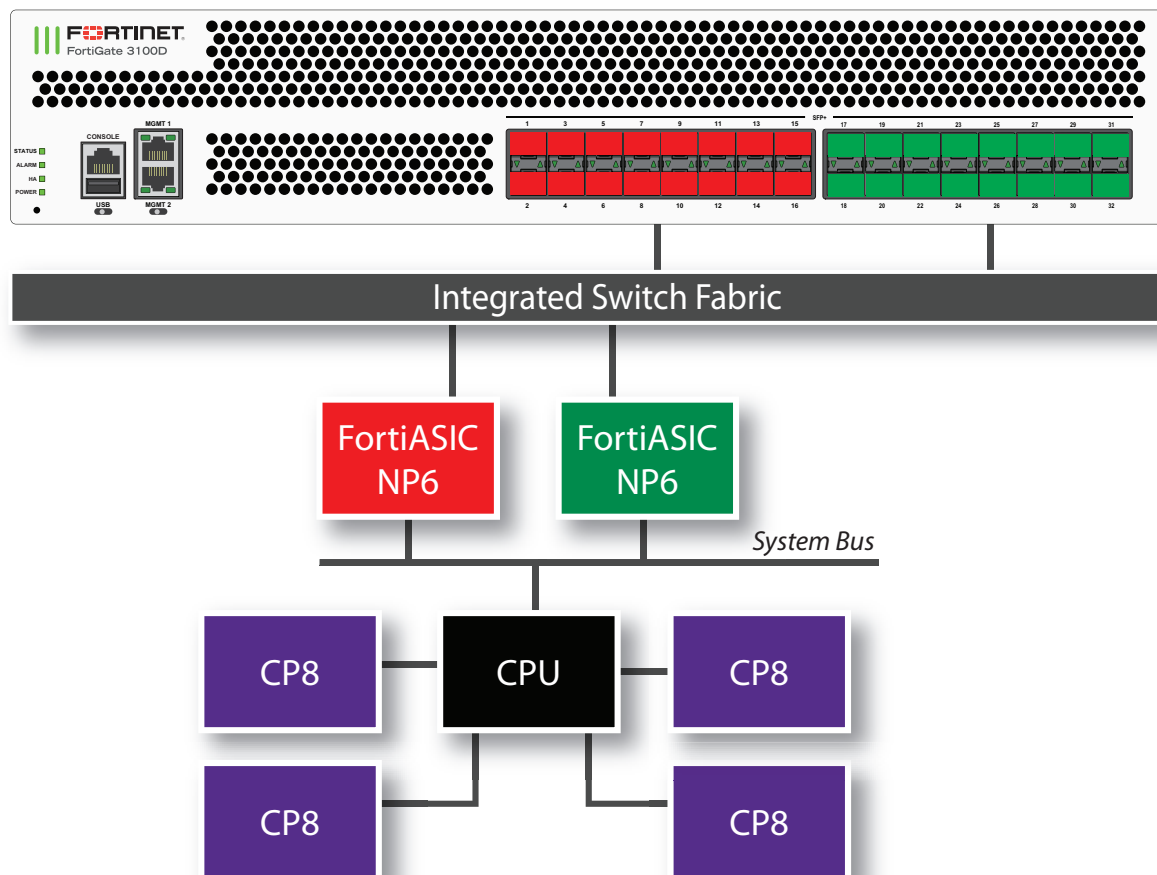 FORTINET
FortiGate 3100D
CONSOLE
MGMT 1
STATUS
ALARM
HA
POWER
USB
MGMT 2
SFP+
1 3 5 7 9 11 13 15
17 19 21 23 25 27 29 31
2 4 6 8 10 12 14 16
18 20 22 24 26 28 30 32
Integrated Switch Fabric
FortiASIC
NP6
FortiASIC
NP6
System Bus
CP8
CPU
CP8
CP8
CP8